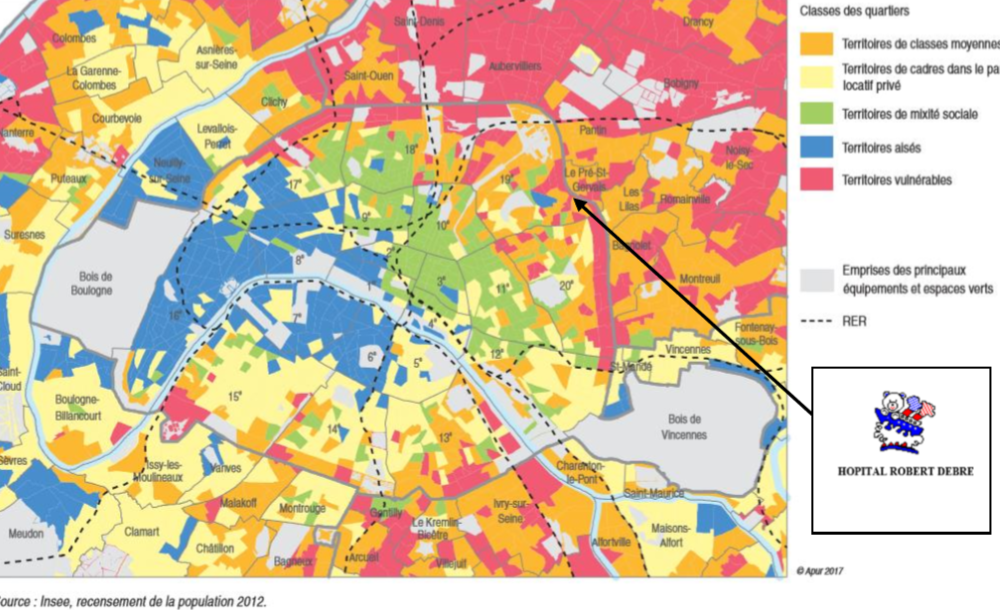 Classes des quartiers
Territoires de classes moyennes
Territoires de cadres dans le pa
locatif privé
Territoires de mixité sociale
Territoires aisés
Territoires vulnérables
Emprises des principaux
équipements et espaces verts
RER
HOPITAL ROBERT DEBRE
© Apur 2017
Colombes
Saint-Denis
Drancy
La Garenne-
Colombes
Asnières-
sur-Seine
Saint-Ouen
Aubervilliers
Bobigny
Clichy
Courbevoie
Nanterre
Levallois-
Perret
Pantin
Noisy-
le-Sec
Neuilly-
sur-Seine
Puteaux
Le Pré-St-
Gervais
Les
Lilas
Romainville
Suresnes
Bagnolet
Montreuil
Bois de
Boulogne
Fontenay-
sous-Bois
Vincennes
St-Mandé
Saint-
Cloud
Boulogne-
Billancourt
Bois de
Vincennes
Sèvres
Issy-les-
Moulineaux
Vanves
Malakoff
Montrouge
Gentilly
Charenton-
le-Pont
Saint-Maurice
Ivry-sur-
Seine
Le Kremlin-
Bicêtre
Maisons-
Alfort
Meudon
Clamart
Châtillon
Bagneux
Arcueil
Villejuif
Alfortville
18e
17e
19e
9e
10e
2e
8e
1e
3e
11e
20e
16e
7e
4e
6e
5e
12e
15e
14e
13e
ource : Insee, recensement de la population 2012.